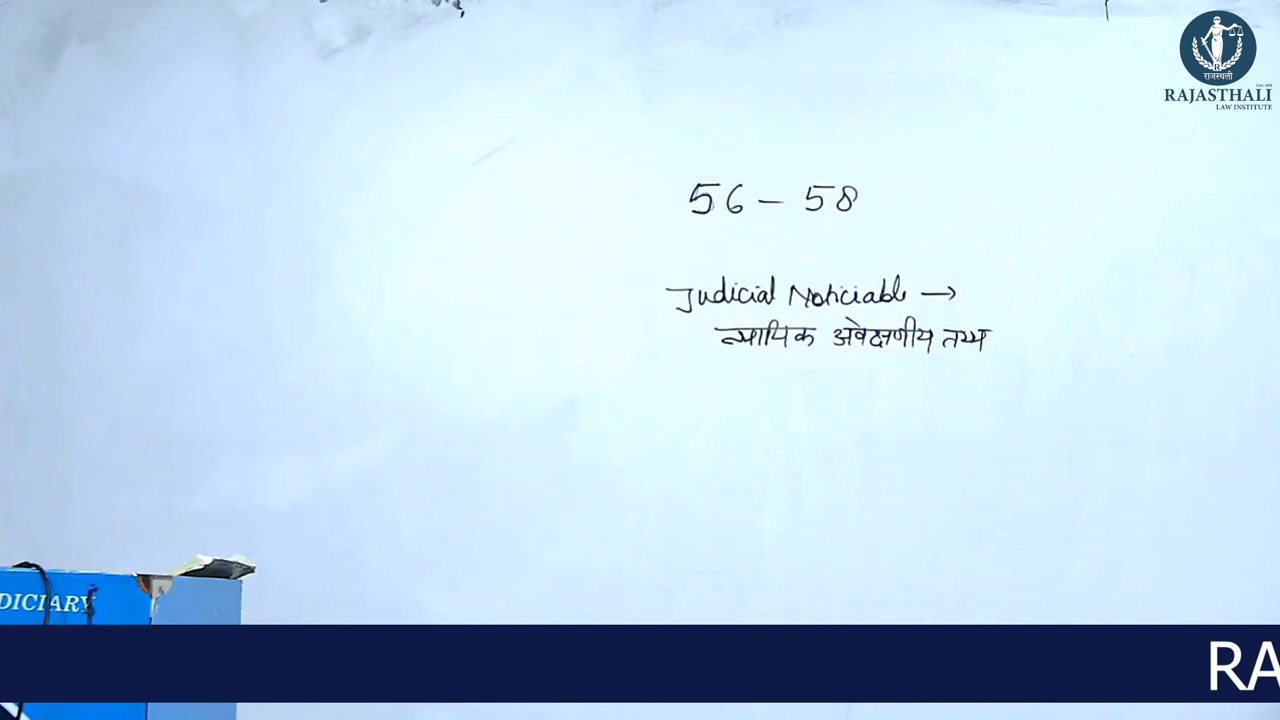 राजस्थली
RAJASTHALI
LAW INSTITUTE
56 – 58
Judicial Noticiable →
न्यायिक अवेक्षणीय तथ्य
DICIARY
RA